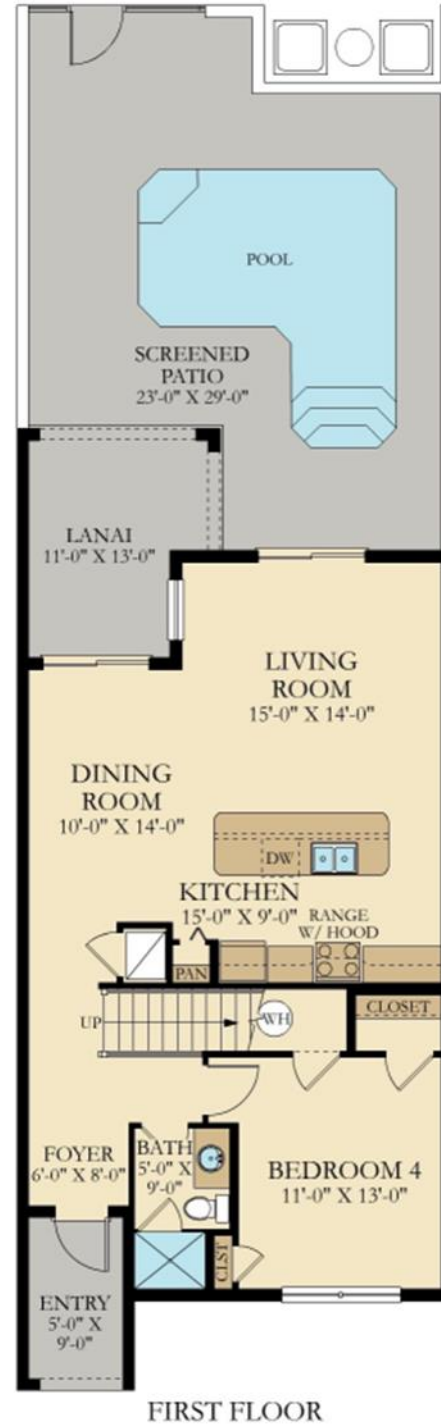 POOL
SCREENED
PATIO
23'-0" X 29'-0"
LANAI
11'-0" X 13'-0"
LIVING
ROOM
15'-0" X 14'-0"
DINING
ROOM
10'-0" X 14'-0"
DW
KITCHEN
15'-0" X 9'-0"
RANGE
W/ HOOD
PAN
UP
WH
CLOSET
FOYER
6'-0" X 8'-0"
BATH
5'-0" X
9'-0"
BEDROOM 4
11'-0" X 13'-0"
CLST
ENTRY
5'-0" X
9'-0"
FIRST FLOOR